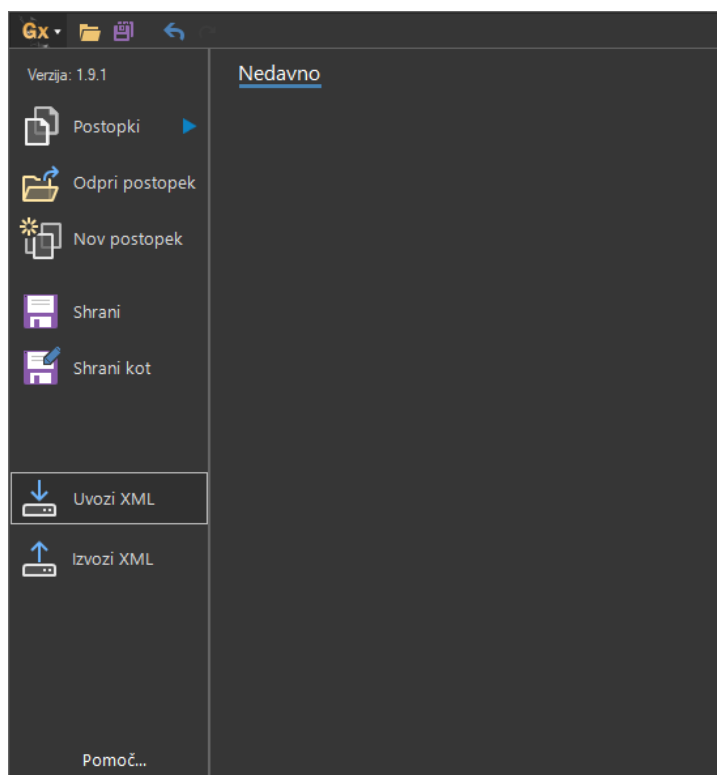 Gx
Verzija: 1.9.1
Nedavno
Postopki
Odpri postopek
Nov postopek
Shrani
Shrani kot
Uvozi XML
Izvozi XML
Pomoč...